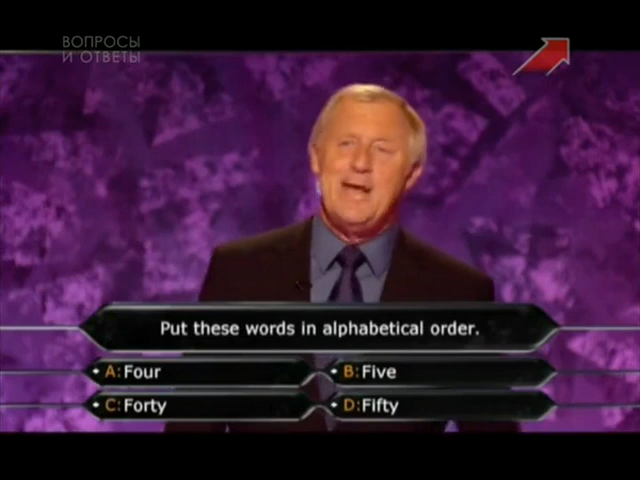 ВОПРОСЫ
И ОТВЕТЫ
Put these words in alphabetical order.
A: Four
B: Five
C: Forty
D: Fifty